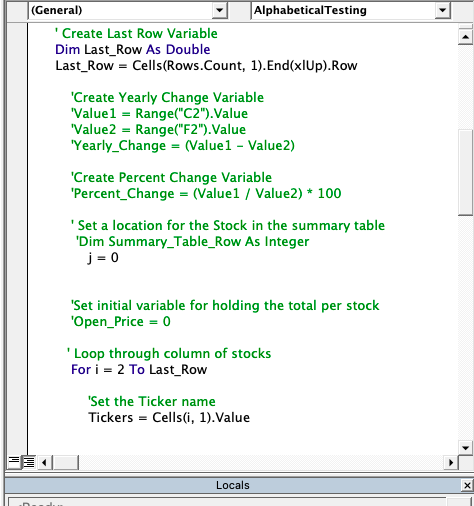 (General)
AlphabeticalTesting
' Create Last Row Variable
Dim Last_Row As Double
Last_Row = Cells(Rows.Count, 1).End(xlUp).Row
'Create Yearly Change Variable
'Value1 = Range("C2").Value
'Value2 = Range("F2").Value
'Yearly_Change = (Value1 - Value2)
'Create Percent Change Variable
'Percent_Change = (Value1 / Value2) * 100
' Set a location for the Stock in the summary table
'Dim Summary_Table_Row As Integer
j = 0
'Set initial variable for holding the total per stock
'Open_Price = 0
' Loop through column of stocks
For i = 2 To Last_Row
'Set the Ticker name
Tickers = Cells(i, 1).Value
Locals